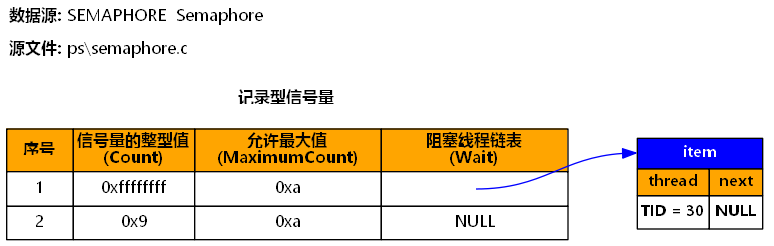 数据源: SEMAPHORE Semaphore
源文件: ps\semaphore.c
记录型信号量
序号 信号量的整型值 允许最大值 阻塞线程链表
(Count) (MaximumCount) (Wait)
1 0xffffffff 0xa
2 0x9 0xa NULL
item
thread next
TID = 30 NULL